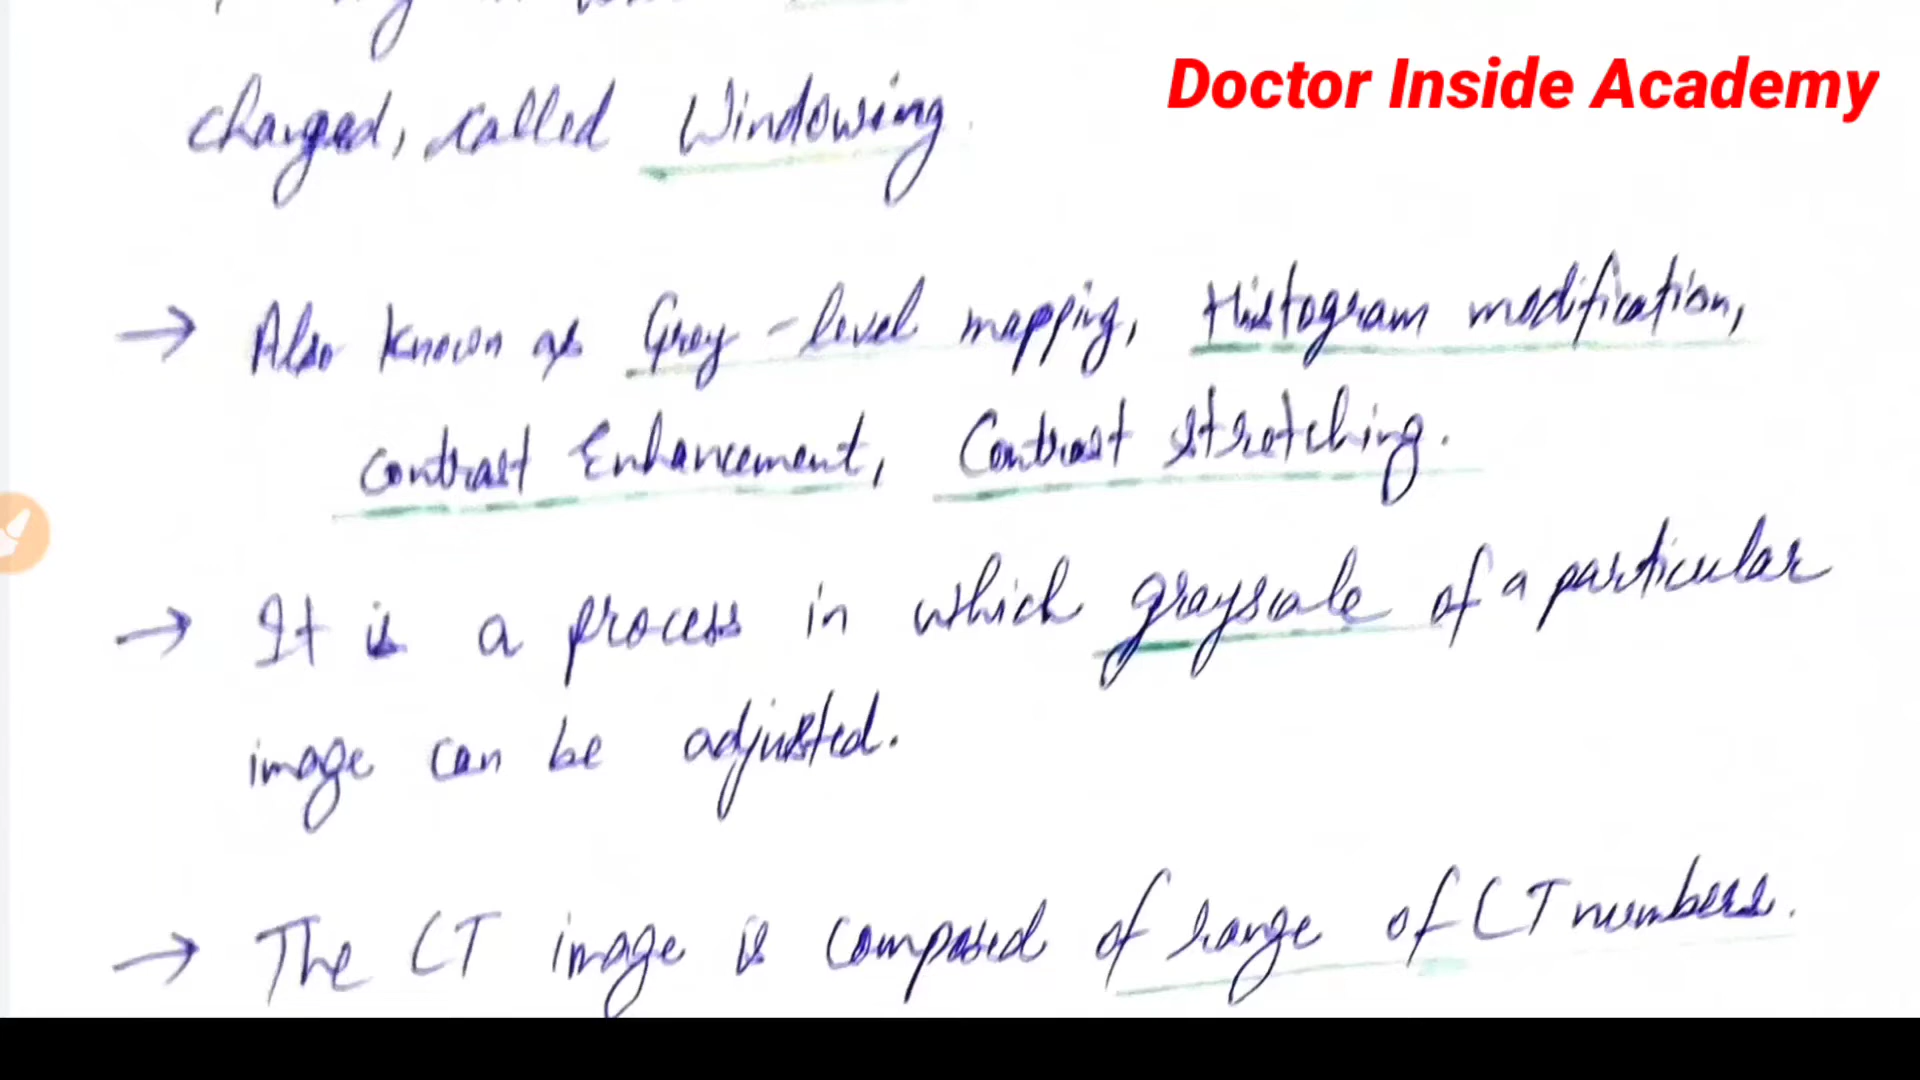 Doctor Inside Academy
changed, called Windowing.
→ Also known as Grey-level mapping, Histogram modification,
contrast Enhancement, Contrast stretching.
→ It is a process in which grayscale of a particular
image can be adjusted.
→ The CT image is composed of range of CT numbers.